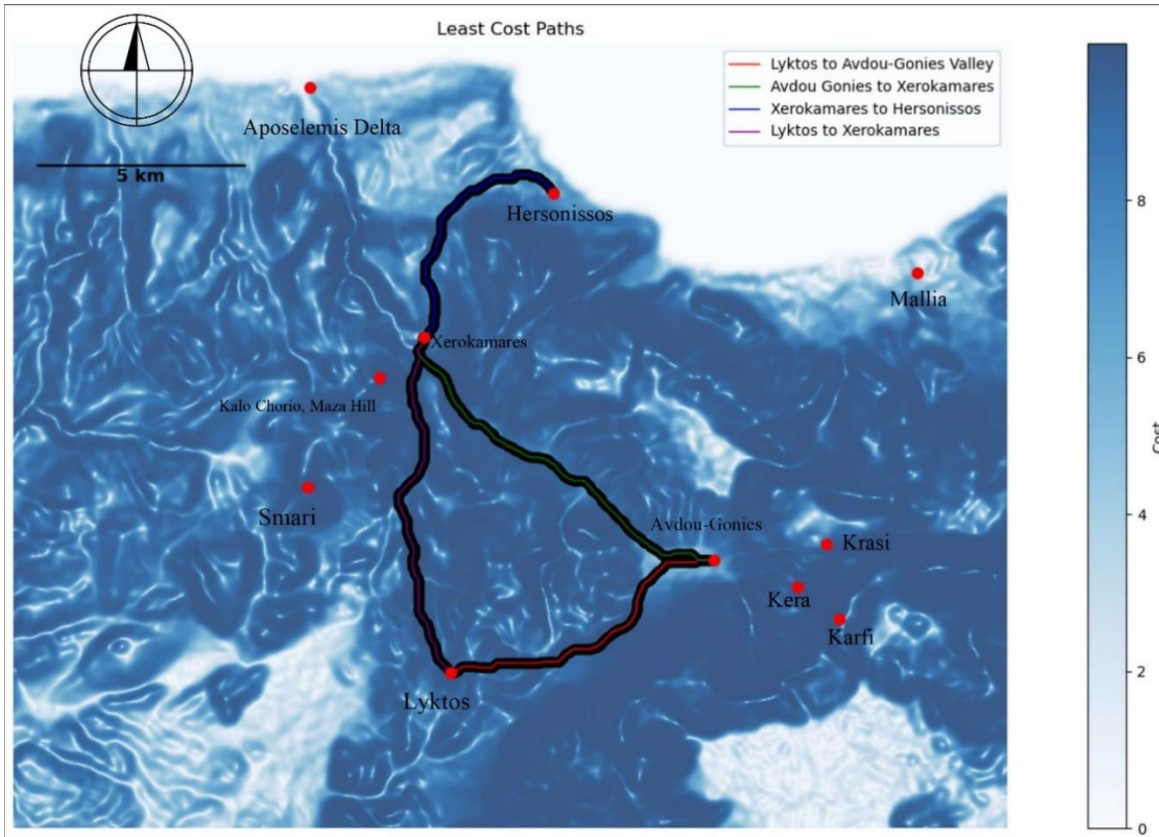 Least Cost Paths
Lyktos to Avdou-Gonies Valley
Avdou Gonies to Xerokamares
Xerokamares to Hersonissos
Lyktos to Xerokamares
Aposelemis Delta
5 km
Hersonissos
Mallia
Xerokamares
Kalo Chorio, Maza Hill
Smari
Avdou-Gonies
Krasi
Kera
Karfi
Lyktos
8
6
4
2
0
Cost